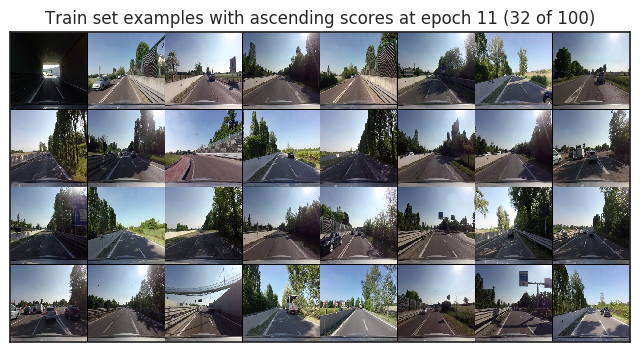 Train set examples with ascending scores at epoch 11 (32 of 100)